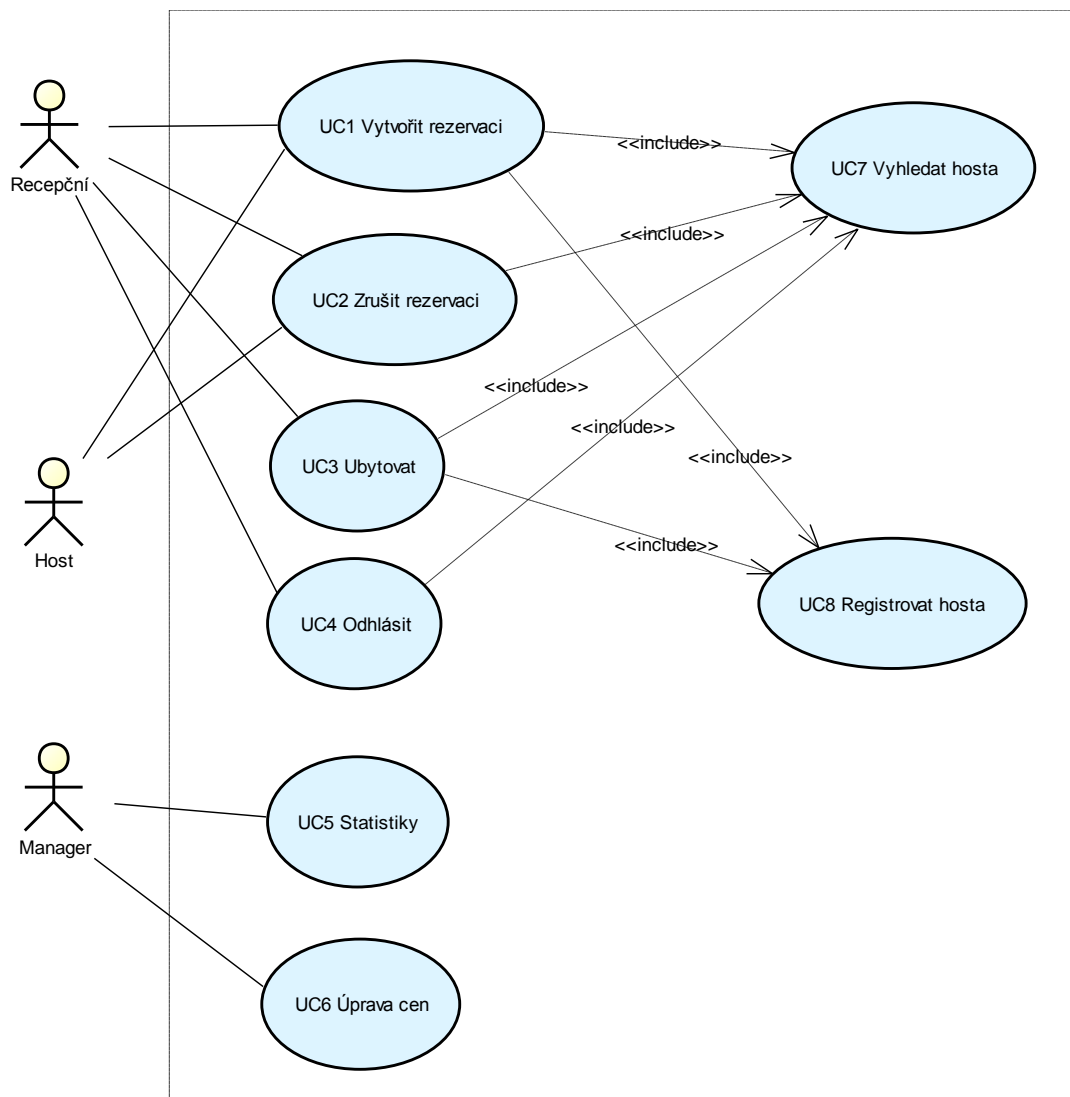 UC1 Vytvořit rezervaci
<<include>>
UC7 Vyhledat hosta
Recepční
<<include>>
UC2 Zrušit rezervaci
<<include>>
<<include>>
UC3 Ubytovat
<<include>>
<<include>>
Host
UC8 Registrovat hosta
UC4 Odhlásit
UC5 Statistiky
Manager
UC6 Úprava cen